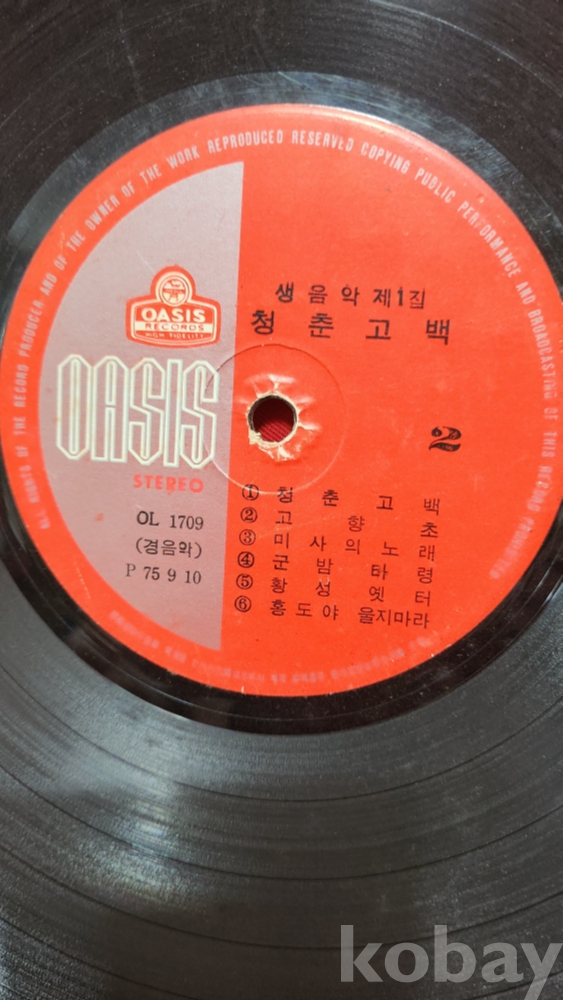 ALL RIGHTS OF THE RECORD PRODUCER AND OF THE OWNER OF THE WORK REPRODUCED RESERVED COPYING PUBLIC PERFORMANCE AND BROADCASTING OF THIS RECORD PROHIBITED
OASIS
RECORDS
HIGH FIDELITY
OASIS
STEREO
OL 1709
(경음악)
P 75 9 10
생음악 제1집
청춘고백
2
① 청춘고백
② 고향초
③ 미사의 노래
④ 군밤타령
⑤ 황성옛터
⑥ 홍도야 울지마라
kobay